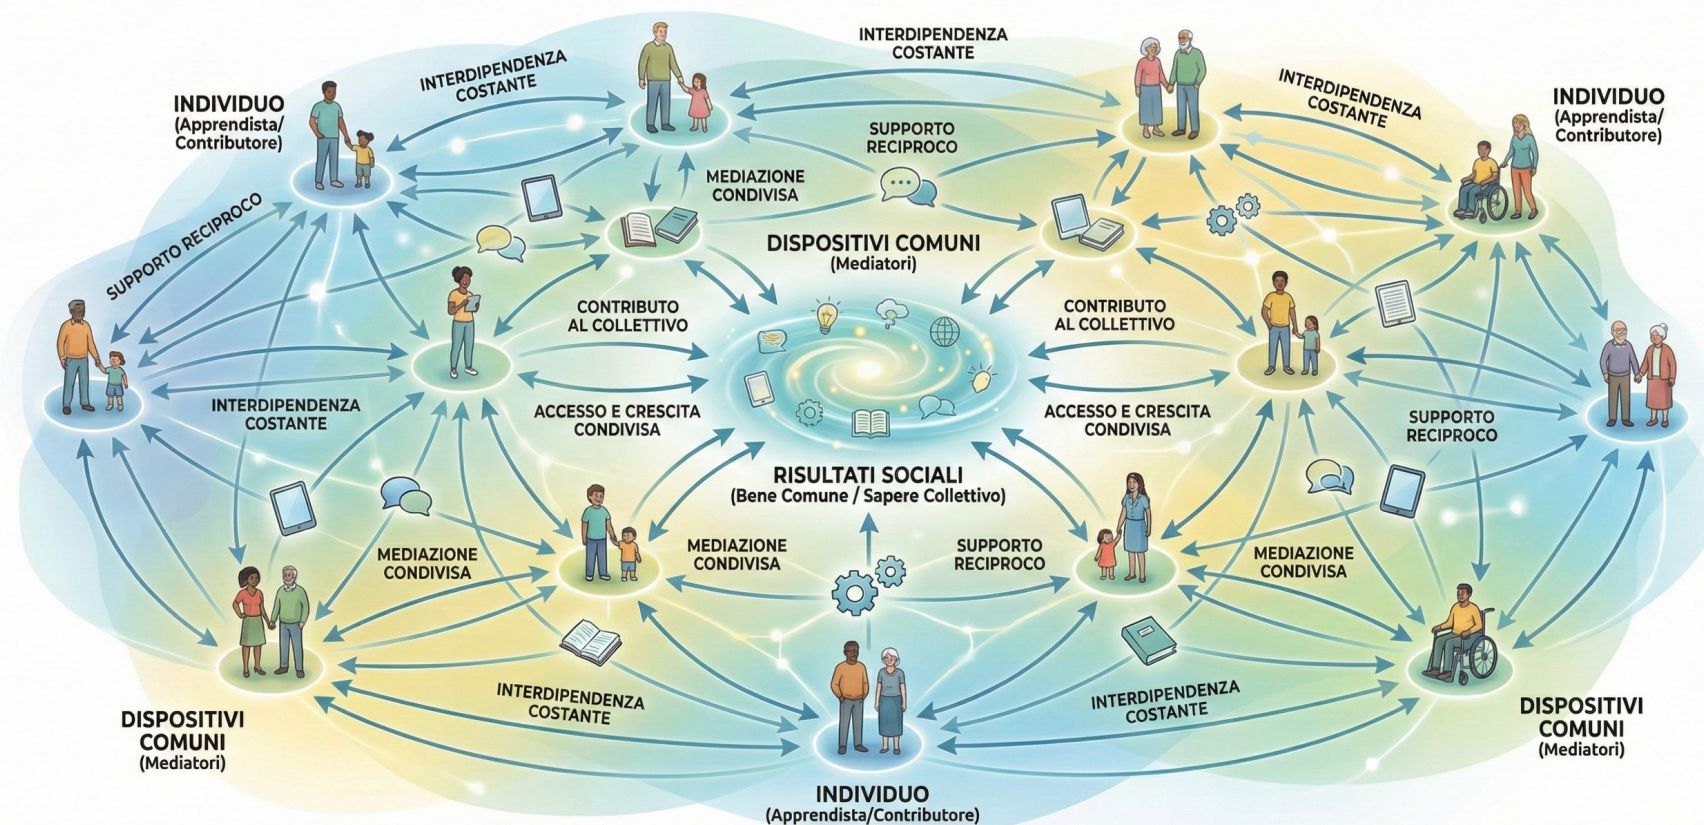 INTERDIPENDENZA
COSTANTE
INTERDIPENDENZA
COSTANTE
INTERDIPENDENZA
COSTANTE
INDIVIDUO
(Apprendista/
Contributore)
INDIVIDUO
(Apprendista/
Contributore)
SUPPORTO
RECIPROCO
MEDIAZIONE
CONDIVISA
SUPPORTO RECIPROCO
DISPOSITIVI COMUNI
(Mediatori)
CONTRIBUTO
AL COLLETTIVO
CONTRIBUTO
AL COLLETTIVO
INTERDIPENDENZA
COSTANTE
ACCESSO E CRESCITA
CONDIVISA
ACCESSO E CRESCITA
CONDIVISA
SUPPORTO
RECIPROCO
RISULTATI SOCIALI
(Bene Comune / Sapere Collettivo)
MEDIAZIONE
CONDIVISA
MEDIAZIONE
CONDIVISA
SUPPORTO
RECIPROCO
MEDIAZIONE
CONDIVISA
INTERDIPENDENZA
COSTANTE
INTERDIPENDENZA
COSTANTE
DISPOSITIVI
COMUNI
(Mediatori)
DISPOSITIVI
COMUNI
(Mediatori)
INDIVIDUO
(Apprendista/Contributore)